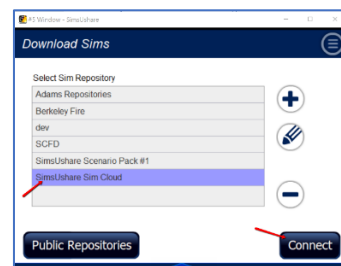 #1 Window - SimsUshare
Download Sims
Select Sim Repository
Adams Repositories
Berkeley Fire
dev
SCFD
SimsUshare Scenario Pack #1
SimsUshare Sim Cloud
Public Repositories
Connect